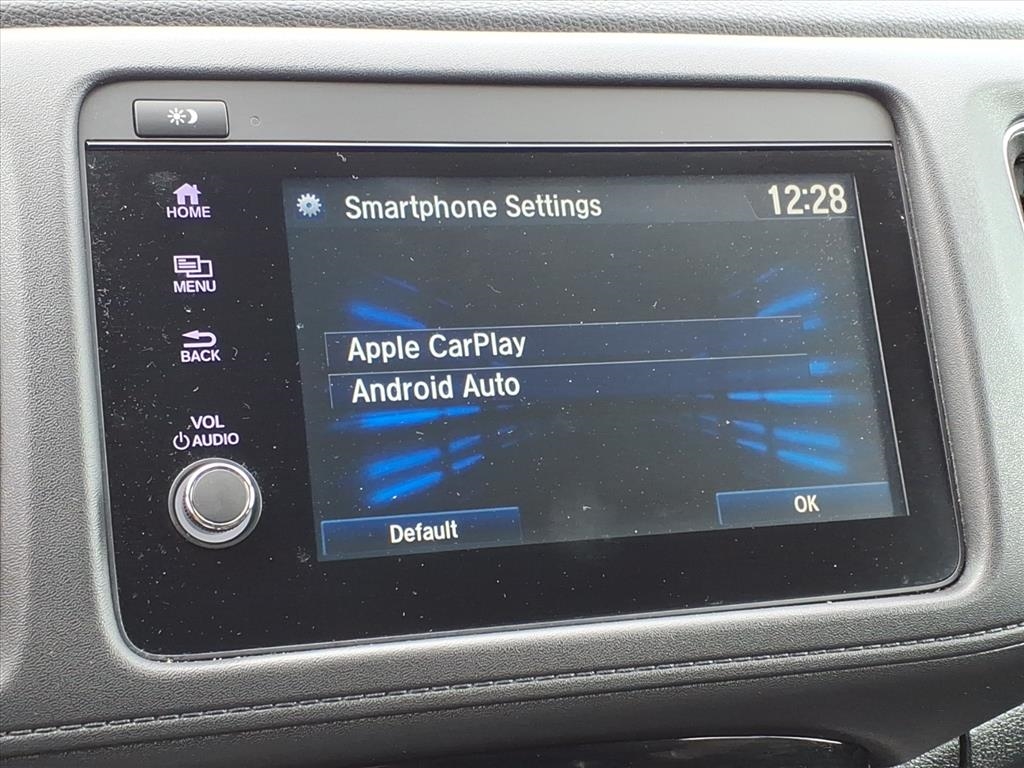 HOME
MENU
BACK
VOL
AUDIO
Smartphone Settings
12:28
Apple CarPlay
Android Auto
Default
OK